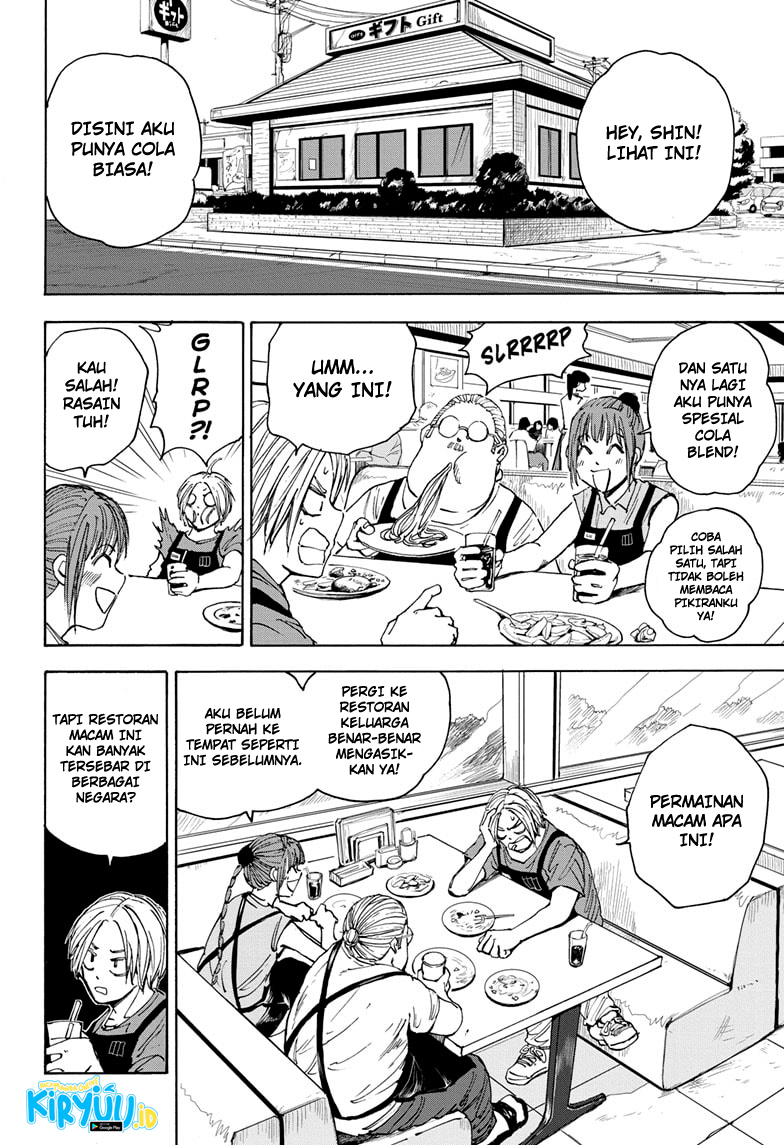 ギフト
Gift's ギフト Gift
HEY, SHIN!
LIHAT INI!
DISINI AKU
PUNYA COLA
BIASA!
DAN SATU
NYA LAGI
AKU PUNYA
SPESIAL
COLA
BLEND!
COBA
PILIH SALAH
SATU, TAPI
TIDAK BOLEH
MEMBACA
PIKIRANKU
YA!
SLRRRRP
UMM...
YANG INI!
GLRP?!
KAU
SALAH!
RASAIN
TUH!
PERMAINAN
MACAM APA
INI!
PERGI KE
RESTORAN
KELUARGA
BENAR-BENAR
MENGASIK-
KAN YA!
AKU BELUM
PERNAH KE
TEMPAT SEPERTI
INI SEBELUMNYA.
TAPI RESTORAN
MACAM INI
KAN BANYAK
TERSEBAR DI
BERBAGAI
NEGARA?
KIRYUU.ID
Google Play